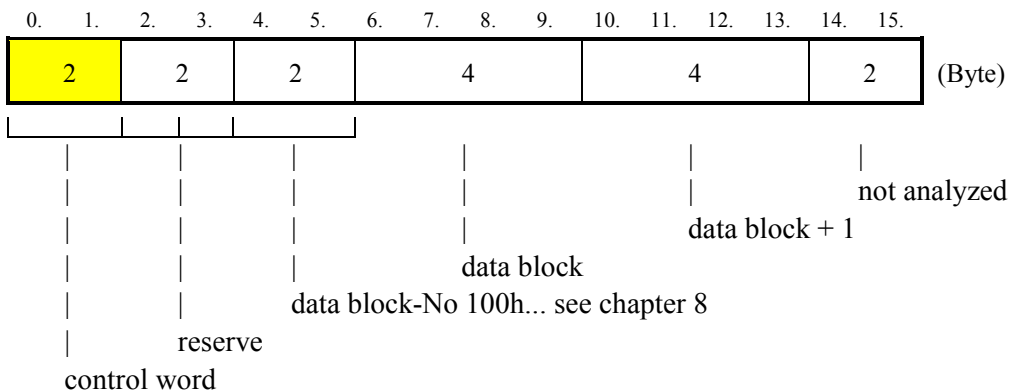 0. 1. 2. 3. 4. 5. 6. 7. 8. 9. 10. 11. 12. 13. 14. 15.
2 2 2 4 4 2 (Byte)
not analyzed
data block + 1
data block
data block-No 100h... see chapter 8
reserve
control word